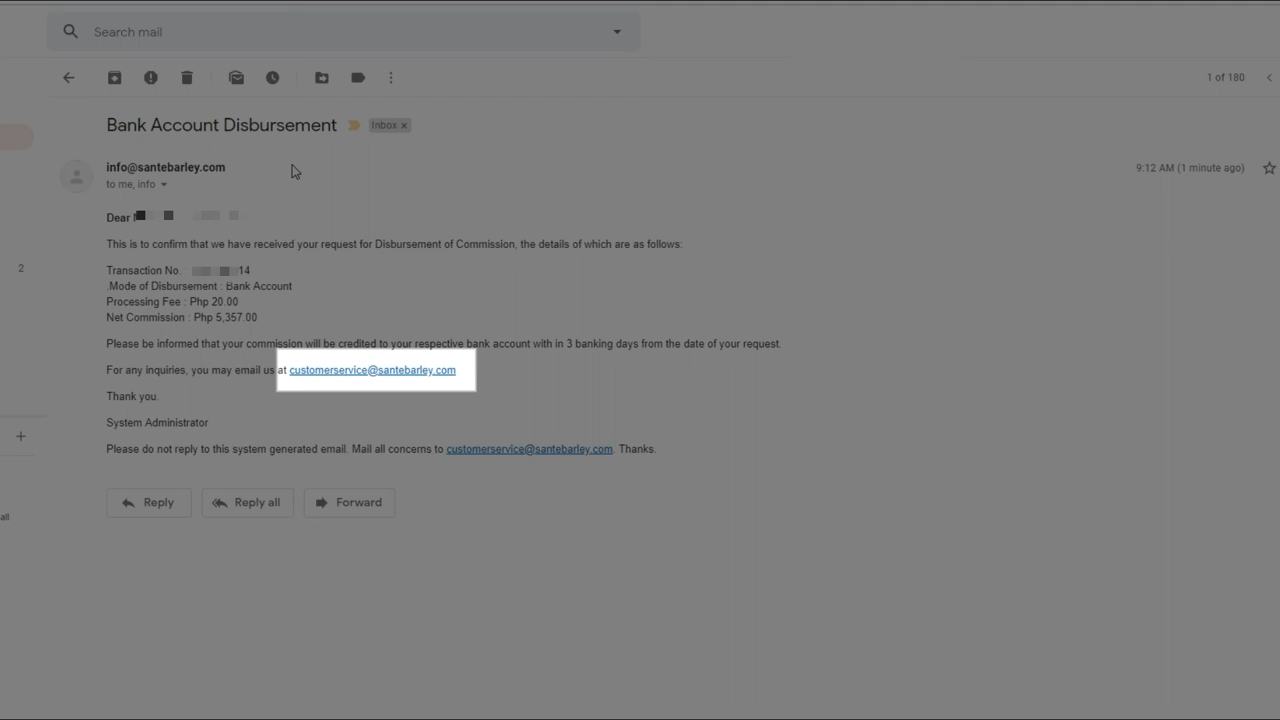 Search mail
1 of 180
Bank Account Disbursement
Inbox x
info@santebarley.com
9:12 AM (1 minute ago)
to me, info
Dear
This is to confirm that we have received your request for Disbursement of Commission, the details of which are as follows:
2
Transaction No. 14
.Mode of Disbursement : Bank Account
Processing Fee : Php 20.00
Net Commission : Php 5,357.00
Please be informed that your commission will be credited to your respective bank account with in 3 banking days from the date of your request.
For any inquiries, you may email us at customerservice@santebarley.com
Thank you.
System Administrator
Please do not reply to this system generated email. Mail all concerns to customerservice@santebarley.com. Thanks.
Reply
Reply all
Forward
all